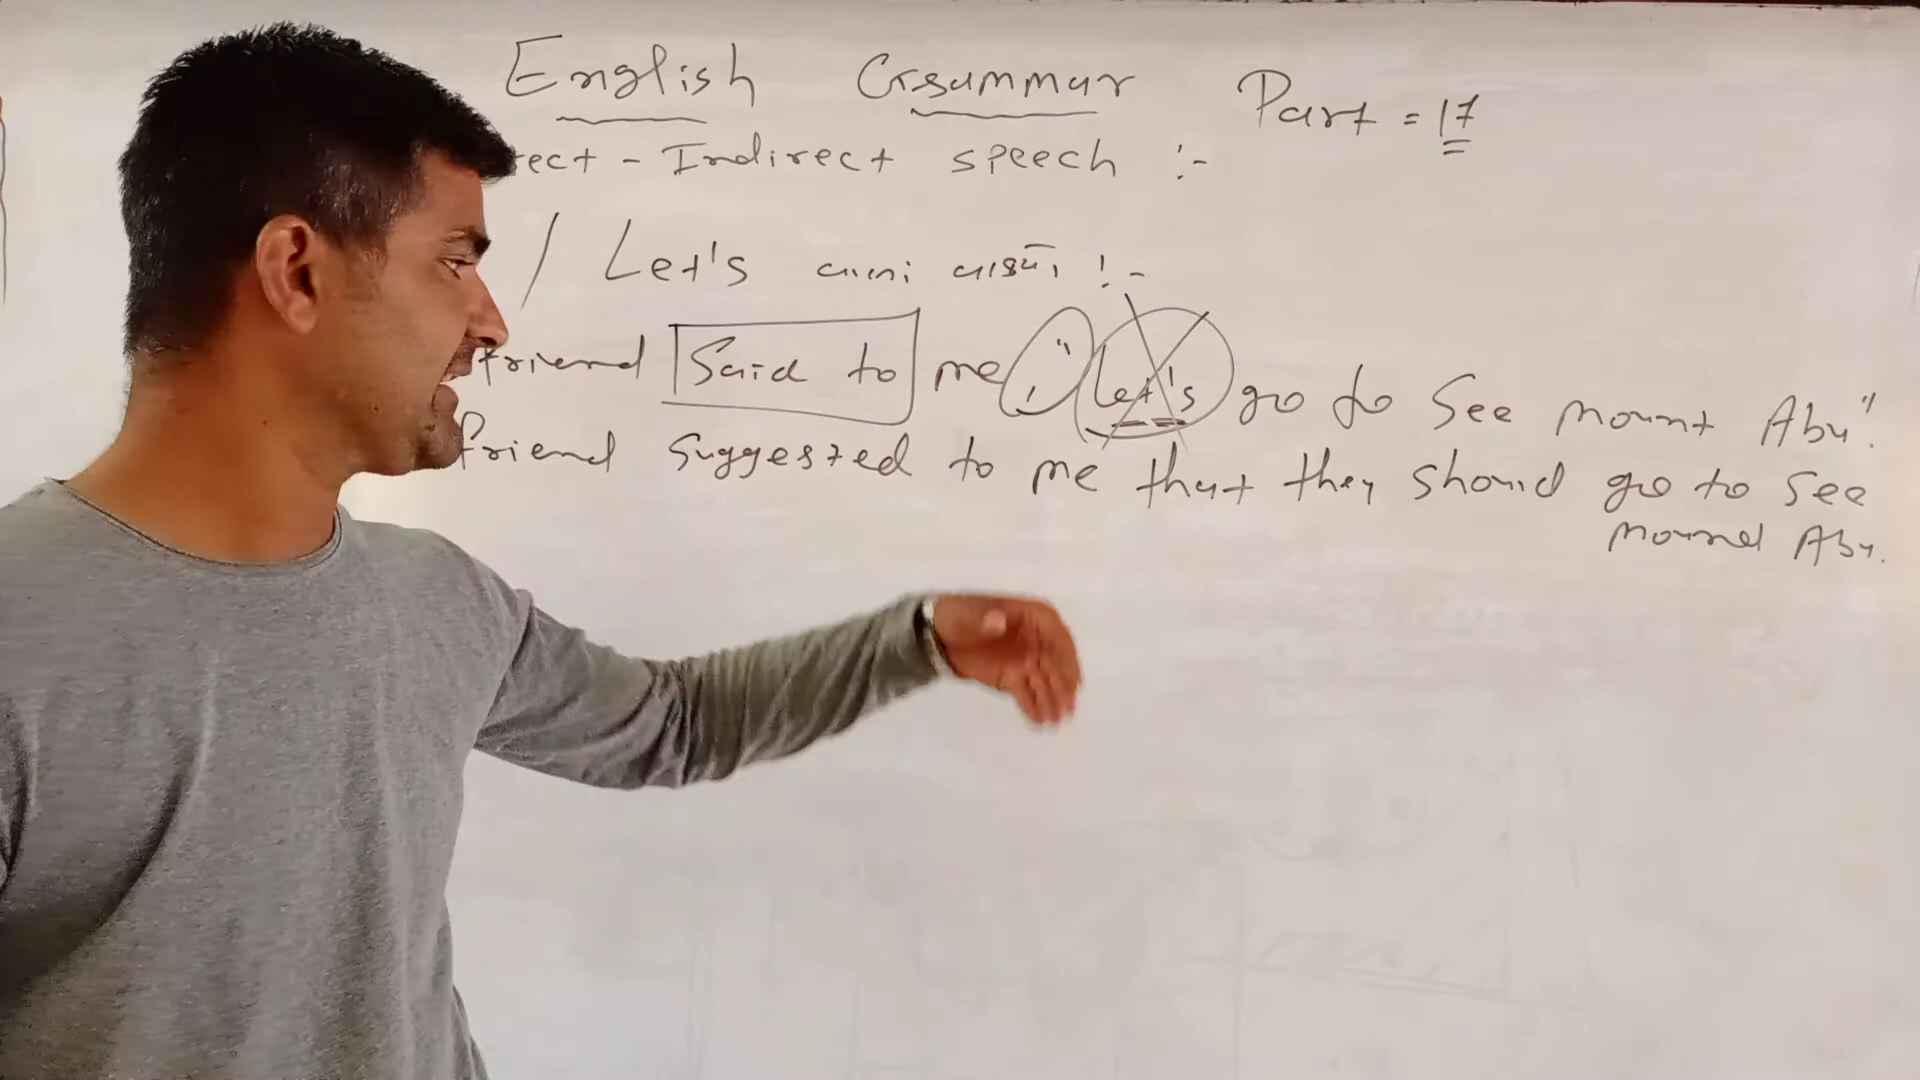 English Grammar Part = 17
rect - Indirect speech :-
/ Let's वाले वाक्य :-
friend said to me, "Let's go to see mount Abu".
friend suggested to me that they should go to see
mount Abu.